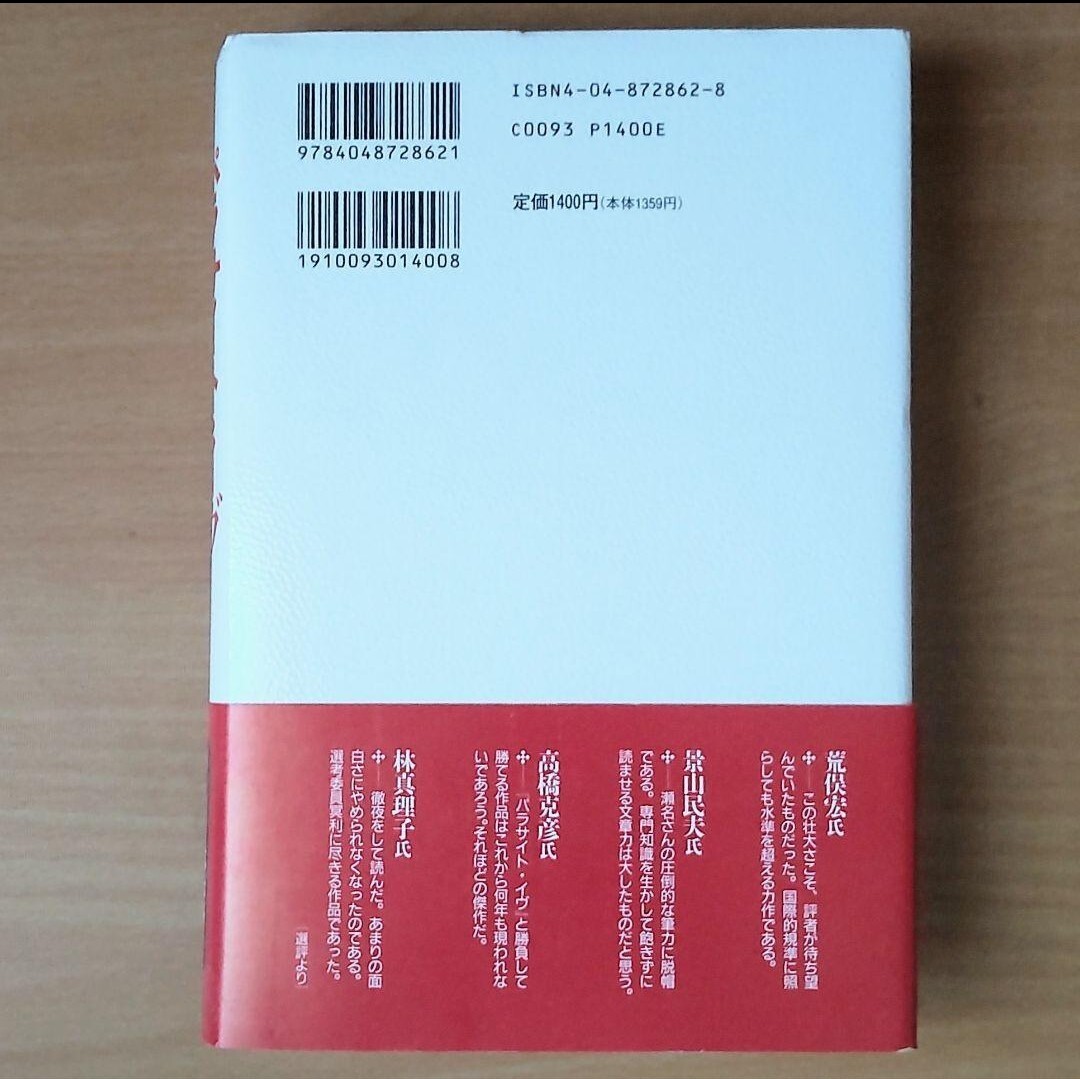 ISBN4-04-872862-8
C0093 P1400E
9784048728621
定価1400円(本体1359円)
1910093014008
荒俣宏氏
✣──この壮大さこそ、評者が待ち望
んでいたものだった。国際的規準に照
らしても水準を超える力作である。
景山民夫氏
✣──瀬名さんの圧倒的な筆力に脱帽
である。専門知識を生かして飽きずに
読ませる文章力は大したものだと思う。
高橋克彦氏
✣──『パラサイト・イヴ』と勝負して
勝てる作品はこれから何年も現われな
いであろう。それほどの傑作だ。
林真理子氏
✣──徹夜をして読んだ。あまりの面
白さにやめられなくなったのである。
選考委員冥利に尽きる作品であった。
「選評より」